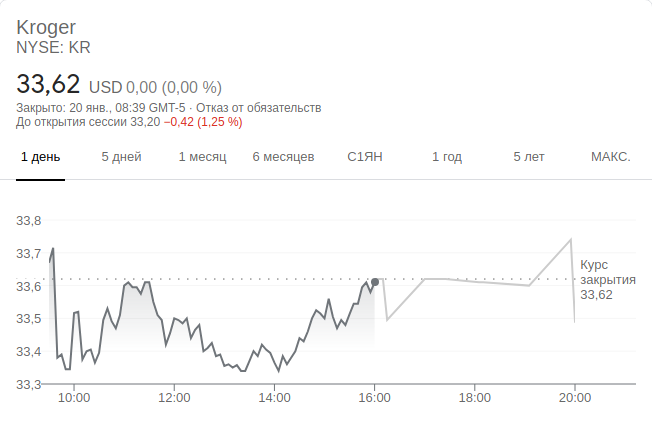 Kroger
NYSE: KR
33,62 USD 0,00 (0,00 %)
Закрыто: 20 янв., 08:39 GMT-5 · Отказ от обязательств
До открытия сессии 33,20 −0,42 (1,25 %)
1 день 5 дней 1 месяц 6 месяцев С1ЯН 1 год 5 лет МАКС.
33,8
33,7
33,6
33,5
33,4
33,3
Курс
закрытия
33,62
10:00 12:00 14:00 16:00 18:00 20:00